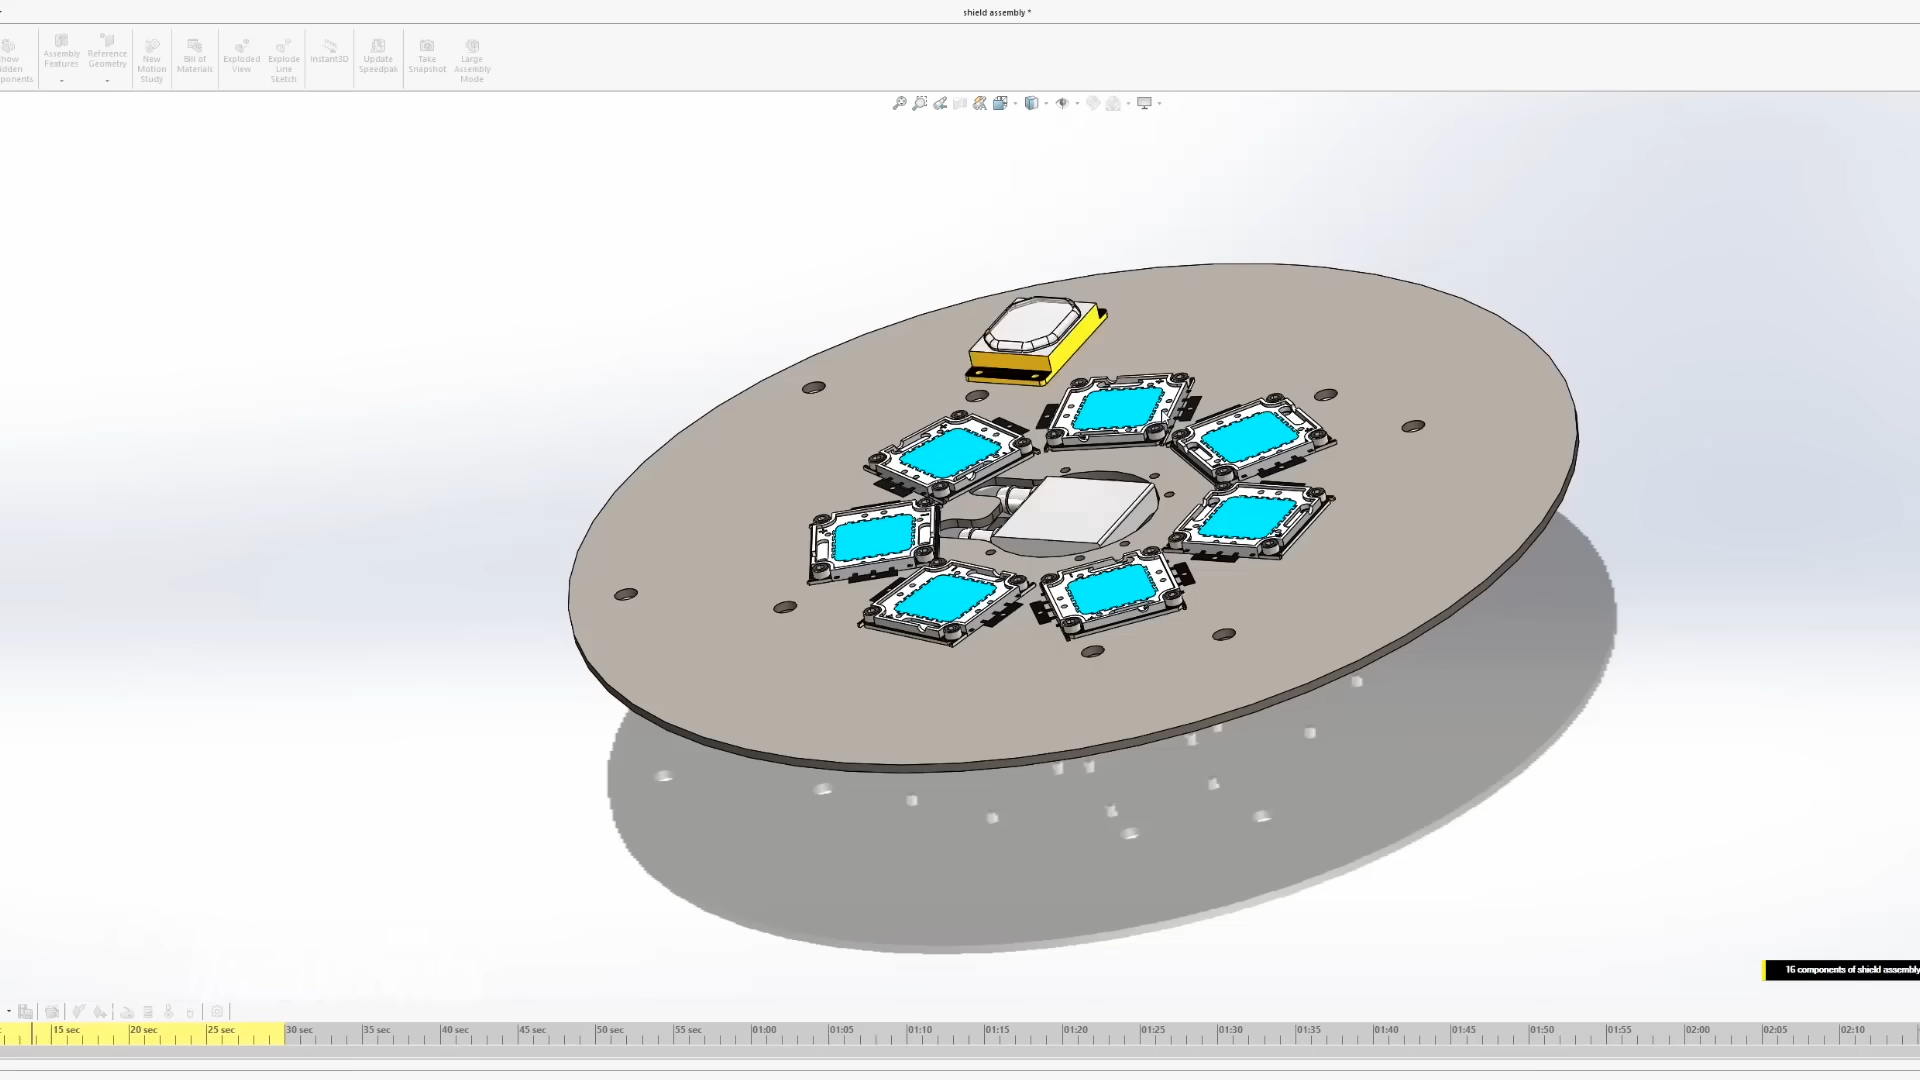 shield assembly *
how
idden
ponents
Assembly
Features
Reference
Geometry
New
Motion
Study
Bill of
Materials
Exploded
View
Explode
Line
Sketch
Instant3D
Update
Speedpak
Take
Snapshot
Large
Assembly
Mode
16 components of shield assembly
15 sec
20 sec
25 sec
30 sec
35 sec
40 sec
45 sec
50 sec
55 sec
01:00
01:05
01:10
01:15
01:20
01:25
01:30
01:35
01:40
01:45
01:50
01:55
02:00
02:05
02:10